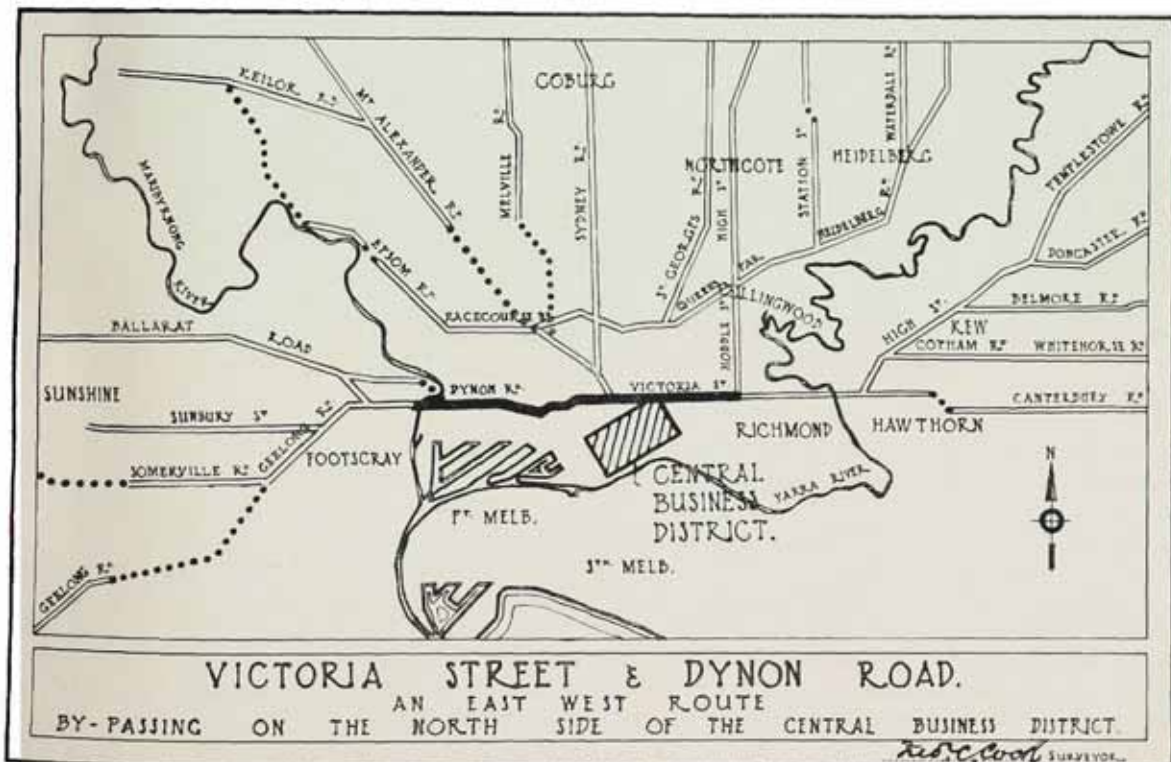 COBURG
KEILOR RD.
MT. ALEXANDER RD.
MELVILLE RD.
SYDNEY RD.
NORTHCOTE
ST. GEORGES RD.
HIGH ST.
STATION ST.
HEIDELBERG
WATERDALE RD.
HEIDELBERG RD.
TEMPLESTOWE RD.
DONCASTER RD.
MARIBYRNONG
RIVER
EPSOM RD.
RACECOURSE RD.
QUEENS PAR.
COLLINGWOOD
HODDLE ST.
HIGH ST.
BELMORE RD.
KEW
COTHAM RD.
WHITEHORSE RD.
BALLARAT
ROAD
SUNSHINE
DYNON RD.
VICTORIA ST.
CANTERBURY RD.
SUNBURY ST.
GEELONG RD.
RICHMOND
HAWTHORN
FOOTSCRAY
SOMERVILLE RD.
CENTRAL
BUSINESS
DISTRICT.
YARRA RIVER
N
PT. MELB.
STH. MELB.
GEELONG RD.
VICTORIA STREET & DYNON ROAD.
AN EAST WEST ROUTE
BY-PASSING ON THE NORTH SIDE OF THE CENTRAL BUSINESS DISTRICT.
SURVEYOR